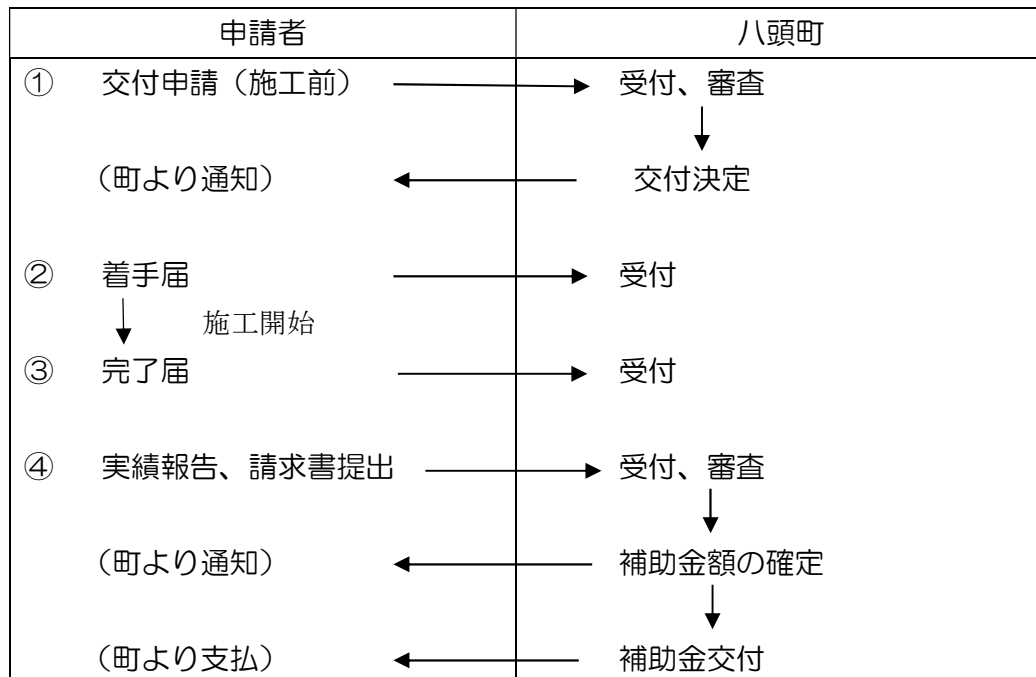 申請者 八頭町
① 交付申請（施工前） 受付、審査
（町より通知） 交付決定
② 着手届 受付
施工開始
③ 完了届 受付
④ 実績報告、請求書提出 受付、審査
（町より通知） 補助金額の確定
（町より支払） 補助金交付